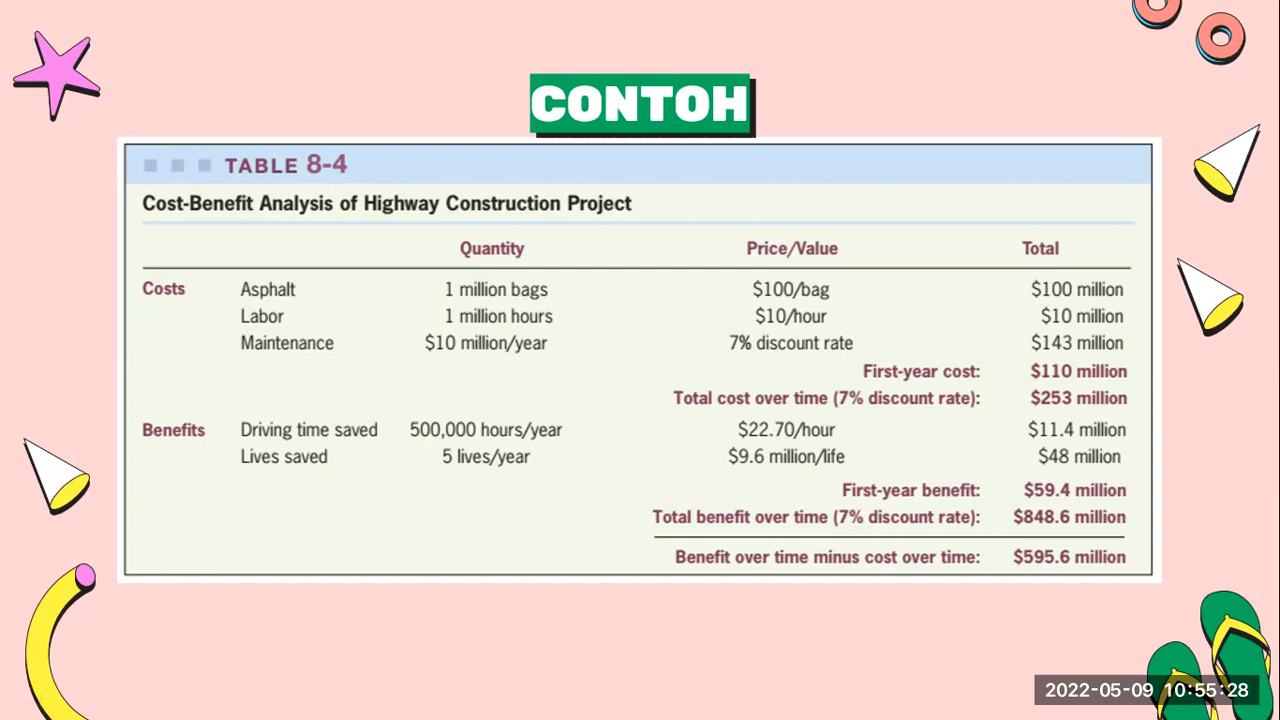 CONTOH
TABLE 8-4
Cost-Benefit Analysis of Highway Construction Project
Quantity Price/Value Total
Costs Asphalt 1 million bags $100/bag $100 million
Labor 1 million hours $10/hour $10 million
Maintenance $10 million/year 7% discount rate $143 million
First-year cost: $110 million
Total cost over time (7% discount rate): $253 million
Benefits Driving time saved 500,000 hours/year $22.70/hour $11.4 million
Lives saved 5 lives/year $9.6 million/life $48 million
First-year benefit: $59.4 million
Total benefit over time (7% discount rate): $848.6 million
Benefit over time minus cost over time: $595.6 million
2022-05-09 10:55:28